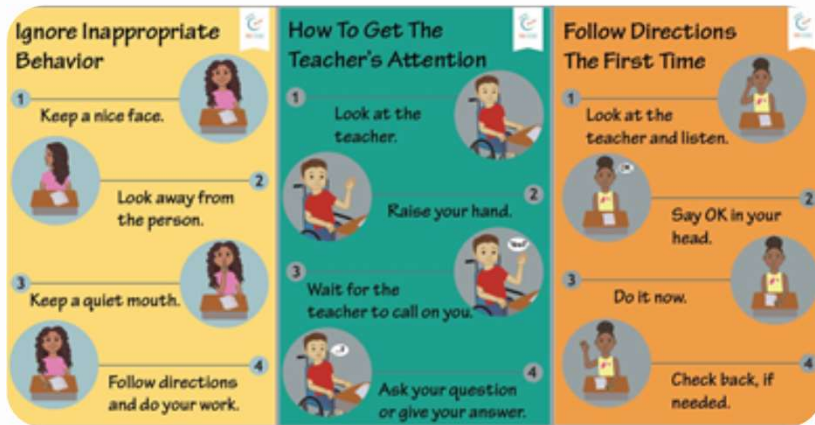 Ignore Inappropriate
Behavior
1
Keep a nice face.
2
Look away from
the person.
3
Keep a quiet mouth.
4
Follow directions
and do your work.
How To Get The
Teacher's Attention
1
Look at the
teacher.
2
Raise your hand.
3
Wait for the
teacher to call on you.
4
Ask your question
or give your answer.
Follow Directions
The First Time
1
Look at the
teacher and listen.
OK
2
Say OK in your
head.
3
Do it now.
4
Check back, if
needed.